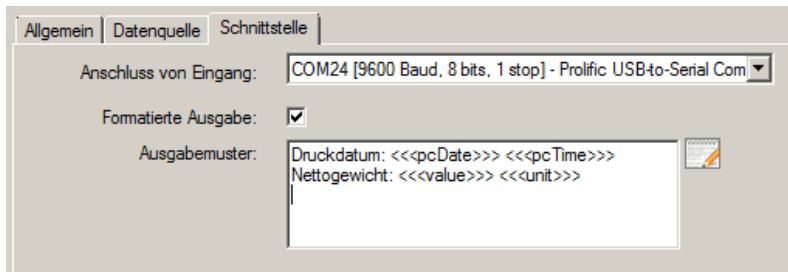 Allgemein Datenquelle Schnittstelle
Anschluss von Eingang: COM24 [9600 Baud, 8 bits, 1 stop] - Prolific USB-to-Serial Com
Formatierte Ausgabe:
Ausgabemuster: Druckdatum: <<<pcDate>>> <<<pcTime>>>
Nettogewicht: <<<value>>> <<<unit>>>